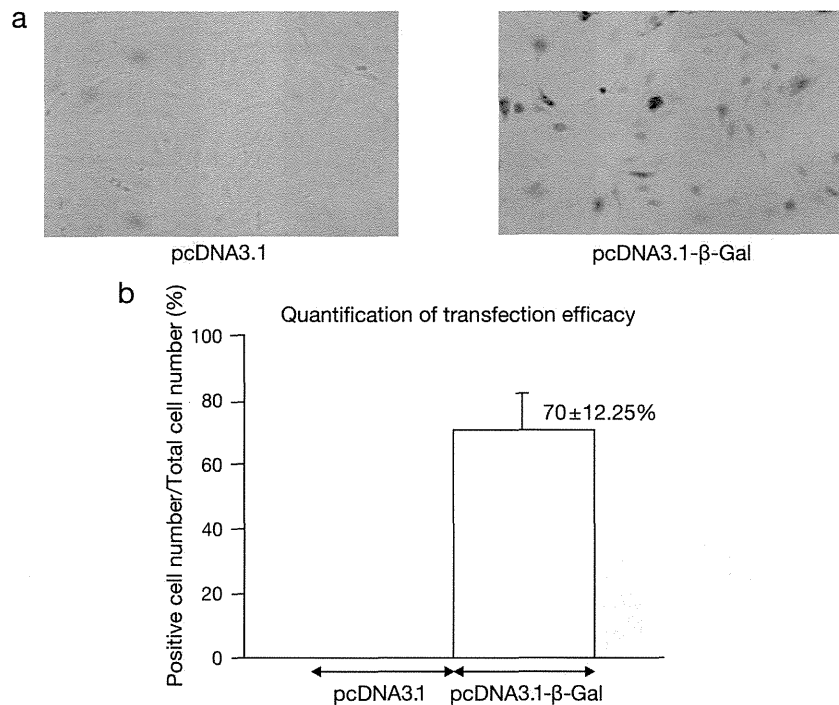 a
pcDNA3.1
pcDNA3.1-β-Gal
b
Quantification of transfection efficacy
Positive cell number/Total cell number (%)
100
80
60
40
20
0
70±12.25%
pcDNA3.1
pcDNA3.1-β-Gal